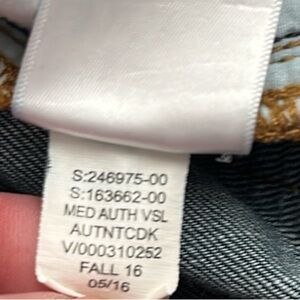 S:246975-00
S:163662-00
MED AUTH VSL
AUTNTCDK
V/000310252
FALL 16
05/16